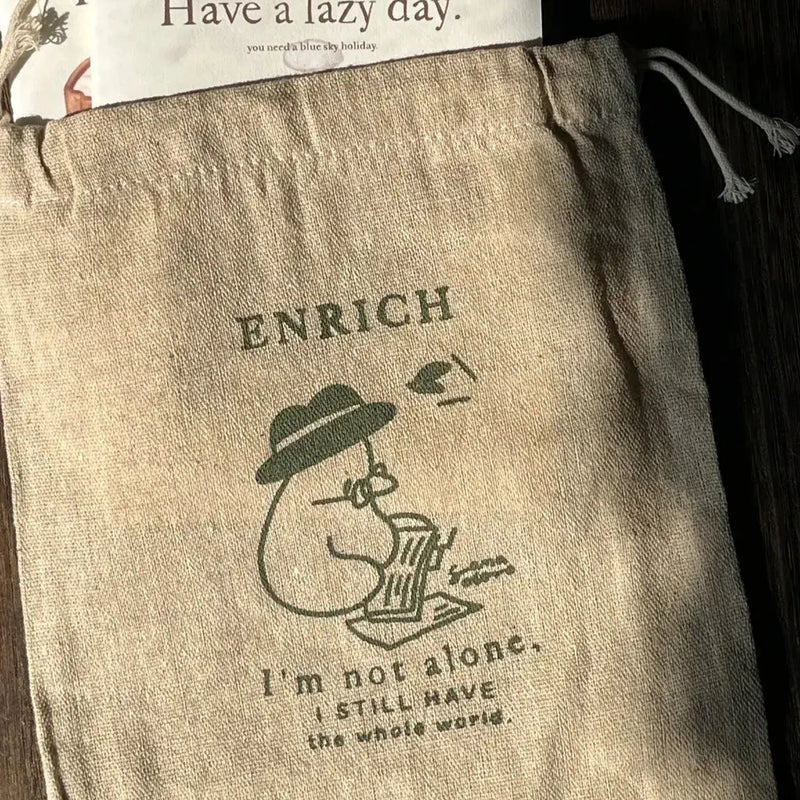 Have a lazy day.
you need a blue sky holiday.
ENRICH
I'm not alone,
I STILL HAVE
the whole world.